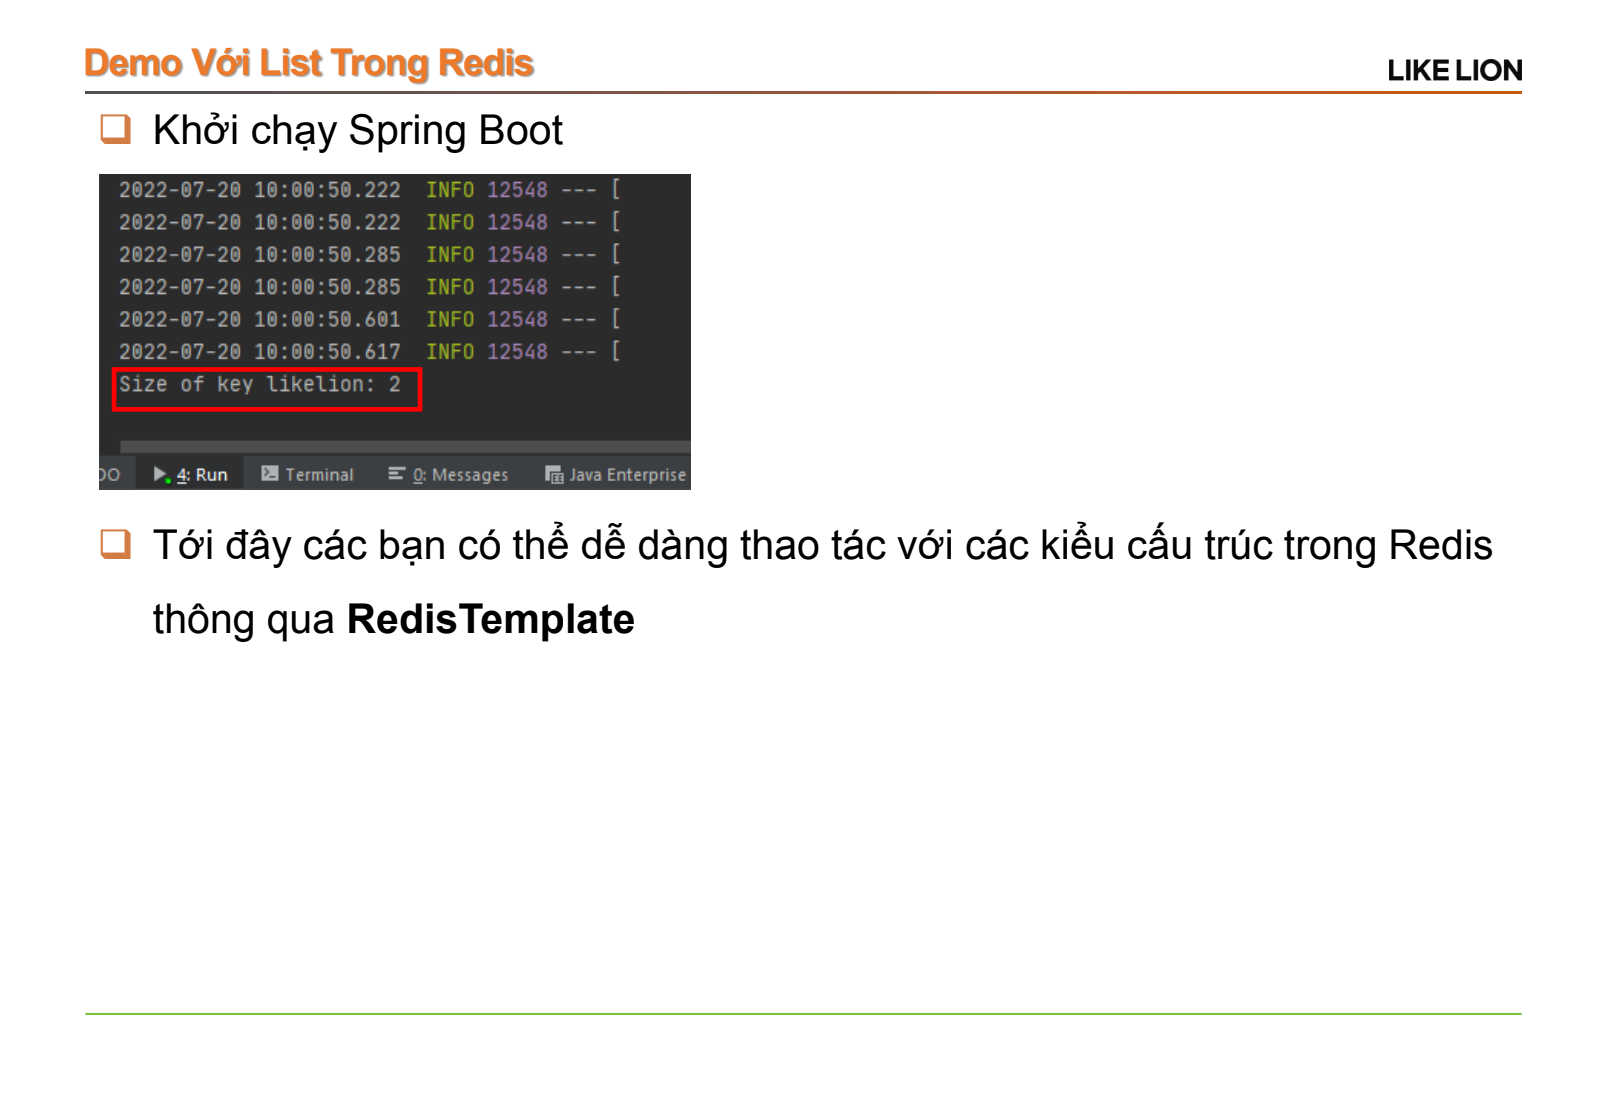 Demo Với List Trong Redis
LIKE LION
Khởi chạy Spring Boot
2022-07-20 10:00:50.222 INFO 12548 --- [
2022-07-20 10:00:50.222 INFO 12548 --- [
2022-07-20 10:00:50.285 INFO 12548 --- [
2022-07-20 10:00:50.285 INFO 12548 --- [
2022-07-20 10:00:50.601 INFO 12548 --- [
2022-07-20 10:00:50.617 INFO 12548 --- [
Size of key likelion: 2
4: Run Terminal 0: Messages Java Enterprise
Tới đây các bạn có thể dễ dàng thao tác với các kiểu cấu trúc trong Redis
thông qua RedisTemplate